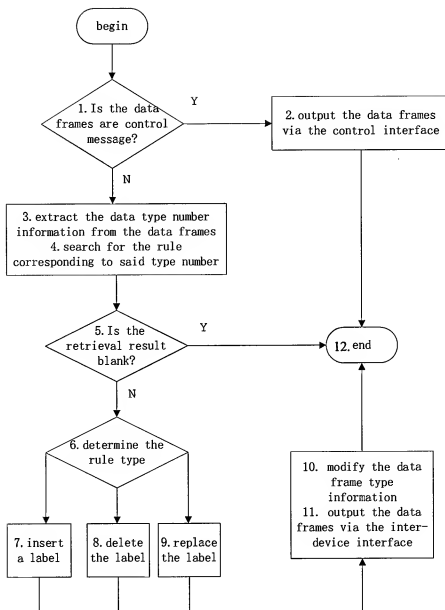 begin
1. Is the data
frames are control
message?
Y
2. output the data frames
via the control interface
N
3. extract the data type number
information from the data frames
4. search for the rule
corresponding to said type number
5. Is the
retrieval result
blank?
Y
12. end
N
6. determine the
rule type
7. insert
a label
8. delete
the label
9. replace
the label
10. modify the data
frame type
information
11. output the data
frames via the inter-
device interface